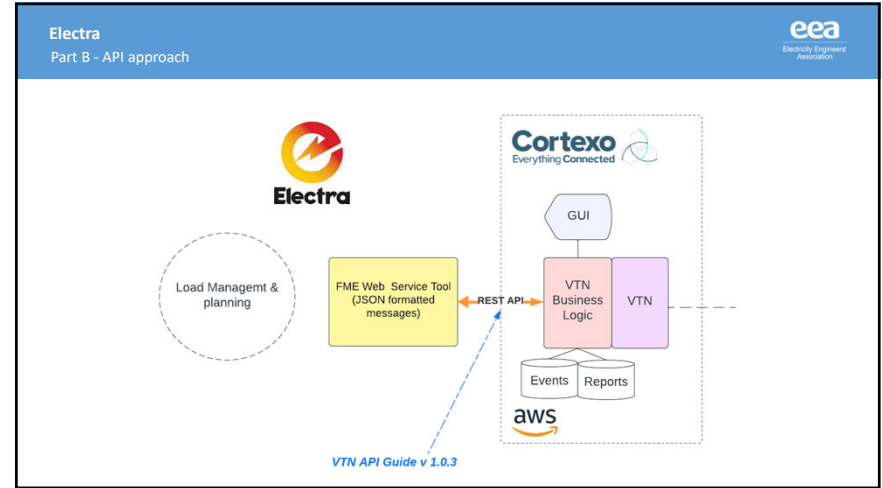 Electra
Part B - API approach
eea
Electricity Engineers'
Association
Electra
Cortexo
Everything Connected
GUI
Load Managemt &
planning
FME Web Service Tool
(JSON formatted
messages)
REST API
VTN
Business
Logic
VTN
Events
Reports
aws
VTN API Guide v 1.0.3